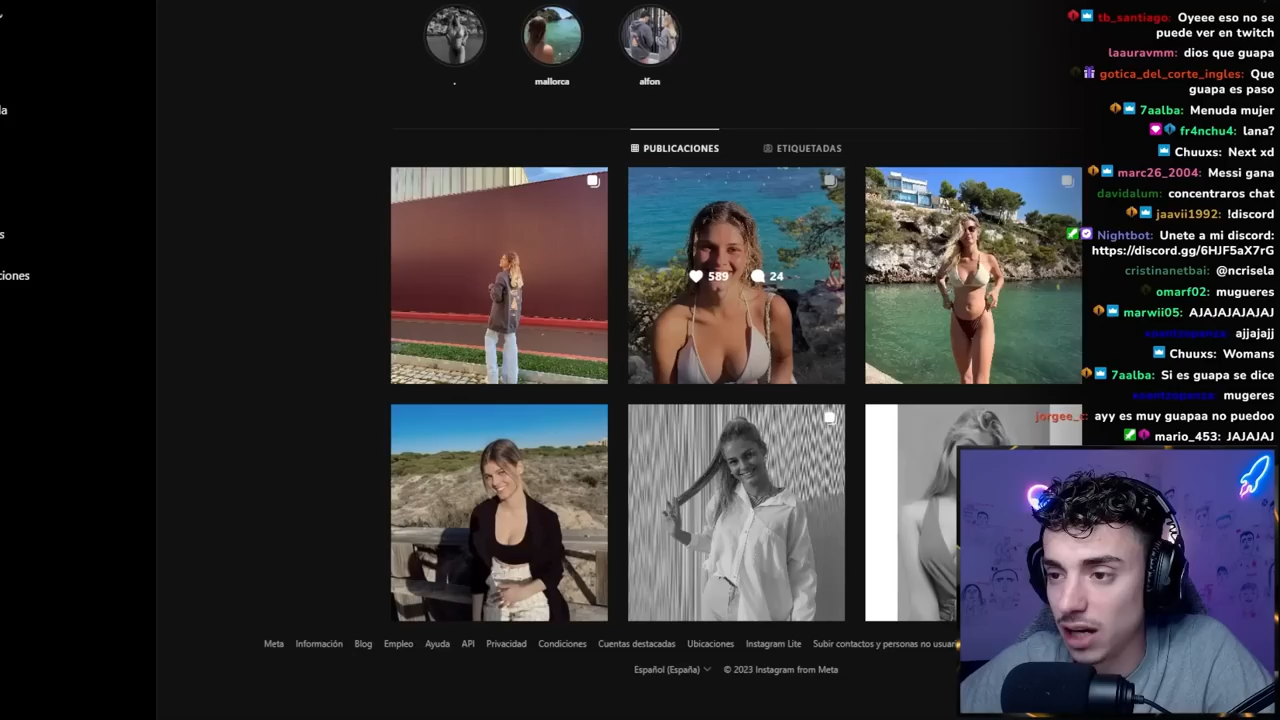 la
s
ciones
.
mallorca
alfon
PUBLICACIONES
ETIQUETADAS
589
24
Meta
Información
Blog
Empleo
Ayuda
API
Privacidad
Condiciones
Cuentas destacadas
Ubicaciones
Instagram Lite
Subir contactos y personas no usuar
Español (España)
© 2023 Instagram from Meta
tb_santiago: Oyeee eso no se
puede ver en twitch
laauravmm: dios que guapa
gotica_del_corte_ingles: Que
guapa es paso
7aalba: Menuda mujer
fr4nchu4: lana?
Chuuxs: Next xd
marc26_2004: Messi gana
davidalum: concentraros chat
jaavii1992: !discord
Nightbot: Unete a mi discord:
https://discord.gg/6HJF5aX7rG
cristinanetbai: @ncrisela
omarf02: mugueres
marwii05: AJAJAJAJAJ
ajjajajj
Chuuxs: Womans
7aalba: Si es guapa se dice
mugeres
ayy es muy guapaa no puedoo
mario_453: JAJAJAJ